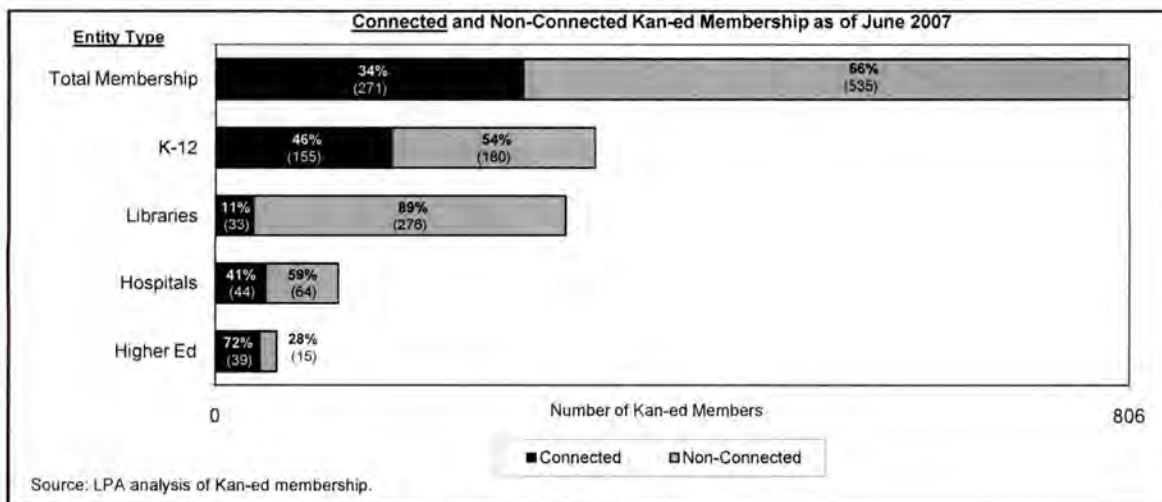 Connected and Non-Connected Kan-ed Membership as of June 2007
Entity Type
Total Membership
34%
(271)
66%
(535)
K-12
46%
(155)
54%
(180)
Libraries
11%
(33)
89%
(276)
Hospitals
41%
(44)
59%
(64)
Higher Ed
72%
(39)
28%
(15)
0
Number of Kan-ed Members
806
Connected
Non-Connected
Source: LPA analysis of Kan-ed membership.